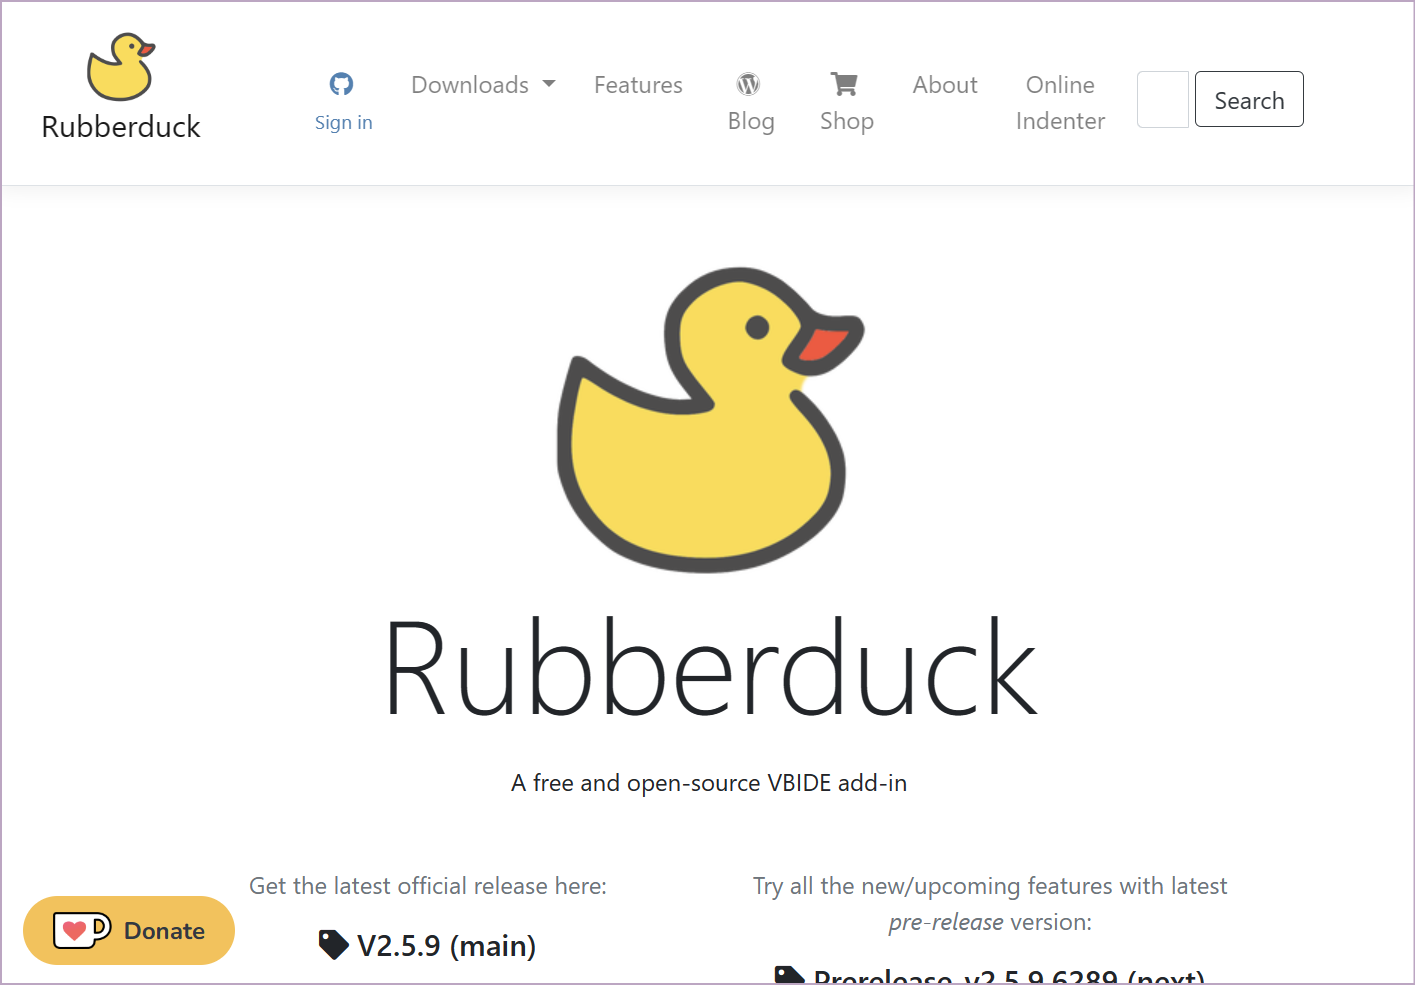 Rubberduck
Sign in
Downloads
Features
Blog
Shop
About
Online
Indenter
Search
Rubberduck
A free and open-source VBIDE add-in
Get the latest official release here:
V2.5.9 (main)
Try all the new/upcoming features with latest
pre-release version:
Prerelease-v2.5.9.6289 (next)
Donate